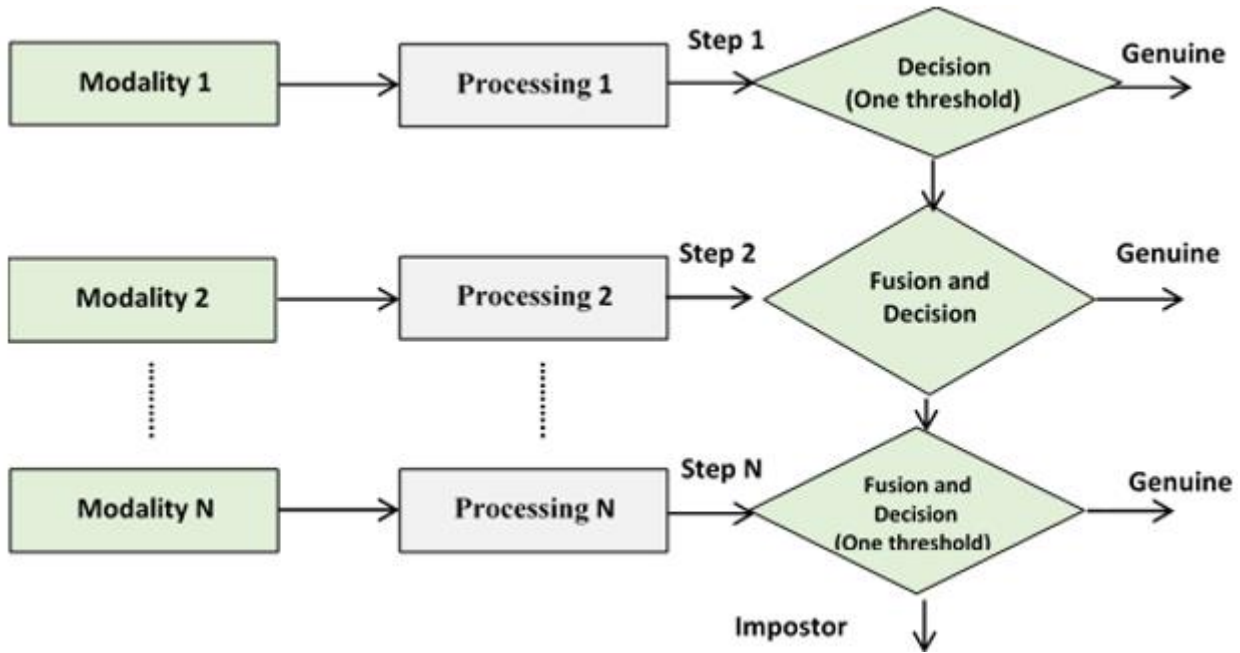 Modality 1
Processing 1
Step 1
Decision
(One threshold)
Genuine
Modality 2
Processing 2
Step 2
Fusion and
Decision
Genuine
Modality N
Processing N
Step N
Fusion and
Decision
(One threshold)
Genuine
Impostor